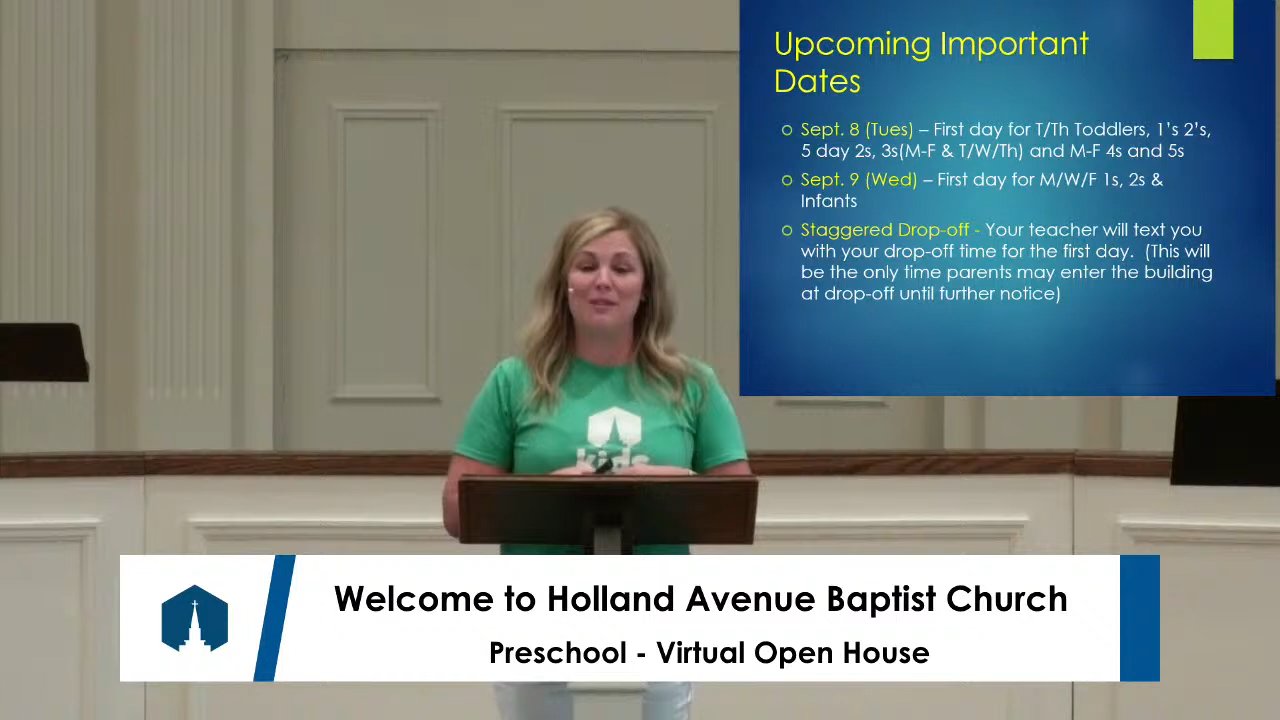 Upcoming Important
Dates
Sept. 8 (Tues) – First day for T/Th Toddlers, 1's 2's,
5 day 2s, 3s(M-F & T/W/Th) and M-F 4s and 5s
Sept. 9 (Wed) – First day for M/W/F 1s, 2s &
Infants
Staggered Drop-off - Your teacher will text you
with your drop-off time for the first day. (This will
be the only time parents may enter the building
at drop-off until further notice)
kids
Welcome to Holland Avenue Baptist Church
Preschool - Virtual Open House